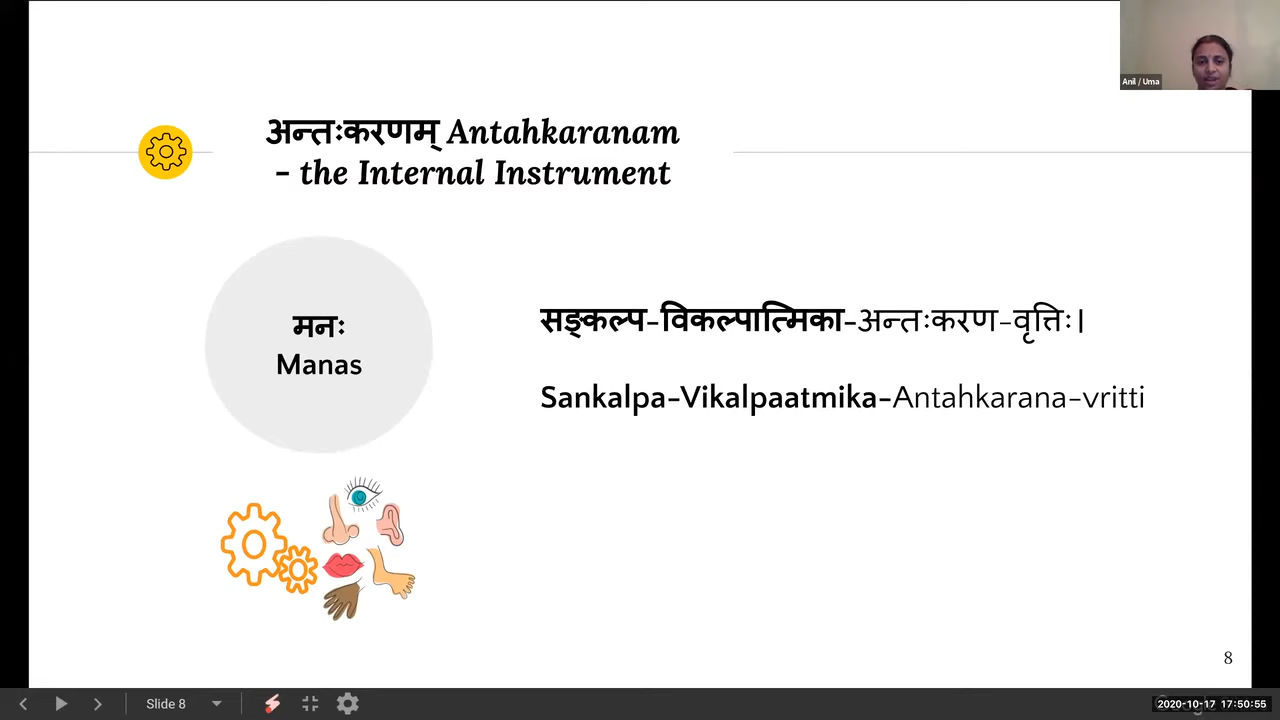 Anil / Uma
अन्तःकरणम् Antahkaranam
- the Internal Instrument
मनः
Manas
सङ्कल्प-विकल्पात्मिका-अन्तःकरण-वृत्तिः।
Sankalpa-Vikalpaatmika-Antahkarana-vritti
8
Slide 8
2020-10-17 17:50:55